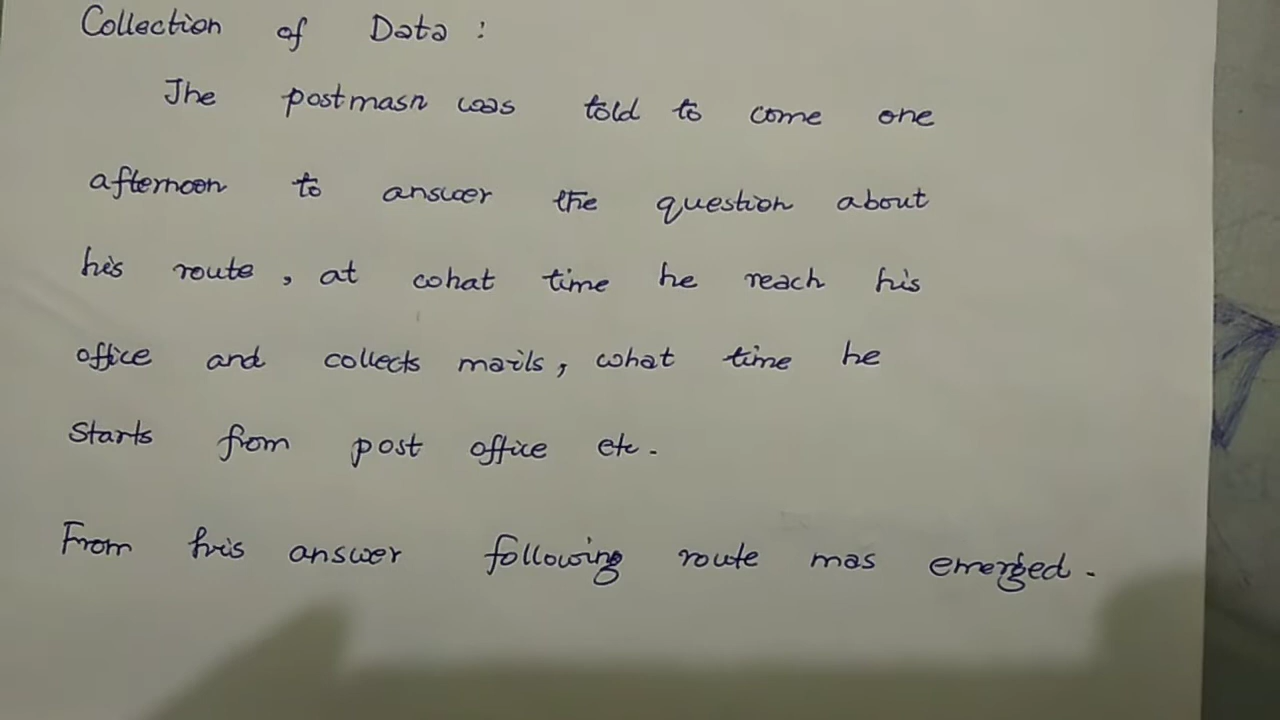 Collection of Data :
The postmasn was told to come one
afternoon to answer the question about
his route, at what time he reach his
office and collects mails, what time he
Starts from post office etc.
From his answer following route mas emerged.